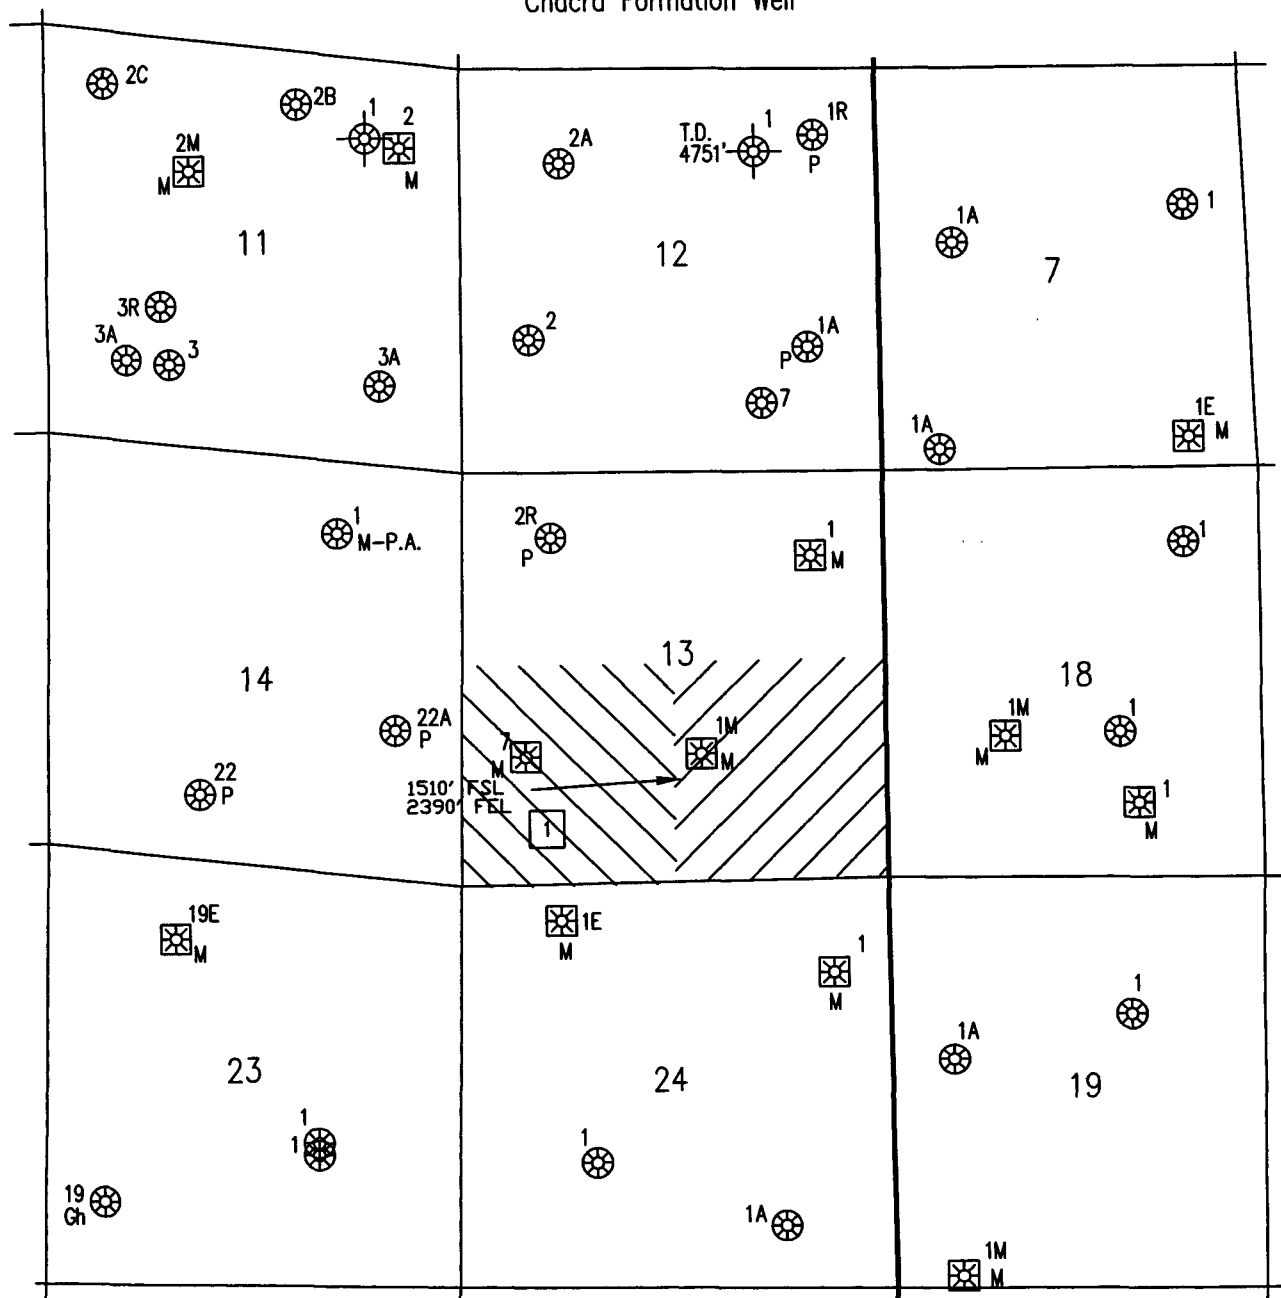 Chacra Formation Well
2C
2B
1
2
M
2M
M
11
3R
3A
3
3A
2A
T.D.
4751'
1
1R
P
12
2
1A
P
7
1A
1
7
1A
1E
M
1
M-P.A.
14
22A
P
22
P
2R
P
1
M
13
7
M
1M
M
1510' FSL
2390' FEL
1
1
18
1M
M
1
1
M
19E
M
23
1
1
19
Gh
1E
M
1
M
24
1
1A
1
1A
19
1M
M